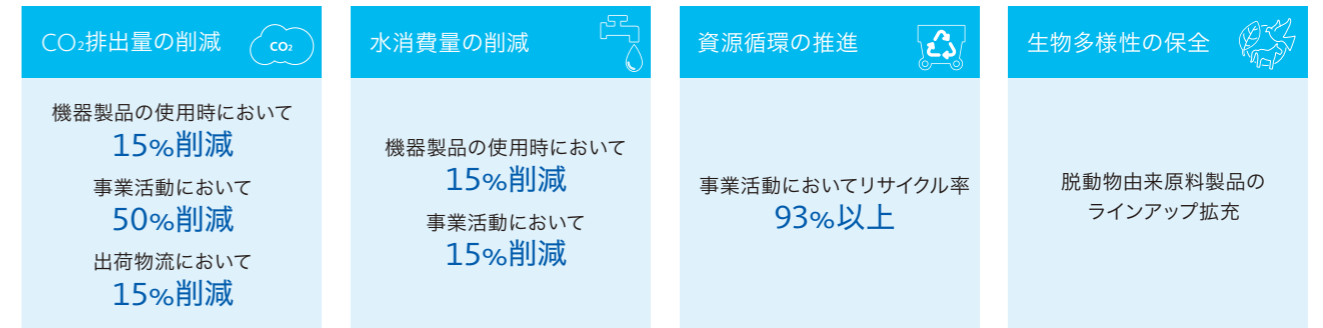 CO₂排出量の削減
CO₂
機器製品の使用時において
15%削減
事業活動において
50%削減
出荷物流において
15%削減
水消費量の削減
機器製品の使用時において
15%削減
事業活動において
15%削減
資源循環の推進
事業活動においてリサイクル率
93%以上
生物多様性の保全
脱動物由来原料製品の
ラインアップ拡充